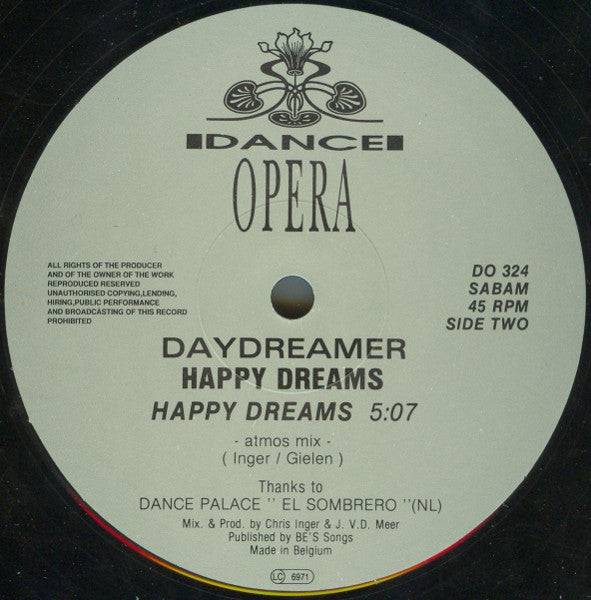 DANCE
OPERA
ALL RIGHTS OF THE PRODUCER
AND OF THE OWNER OF THE WORK
REPRODUCED RESERVED
UNAUTHORISED COPYING,LENDING,
HIRING,PUBLIC PERFORMANCE
AND BROADCASTING OF THIS RECORD
PROHIBITED
DO 324
SABAM
45 RPM
SIDE TWO
DAYDREAMER
HAPPY DREAMS
HAPPY DREAMS 5:07
- atmos mix -
( Inger / Gielen )
Thanks to
DANCE PALACE '' EL SOMBRERO ''(NL)
Mix. & Prod. by Chris Inger & J. V.D. Meer
Published by BE'S Songs
Made in Belgium
LC 6971